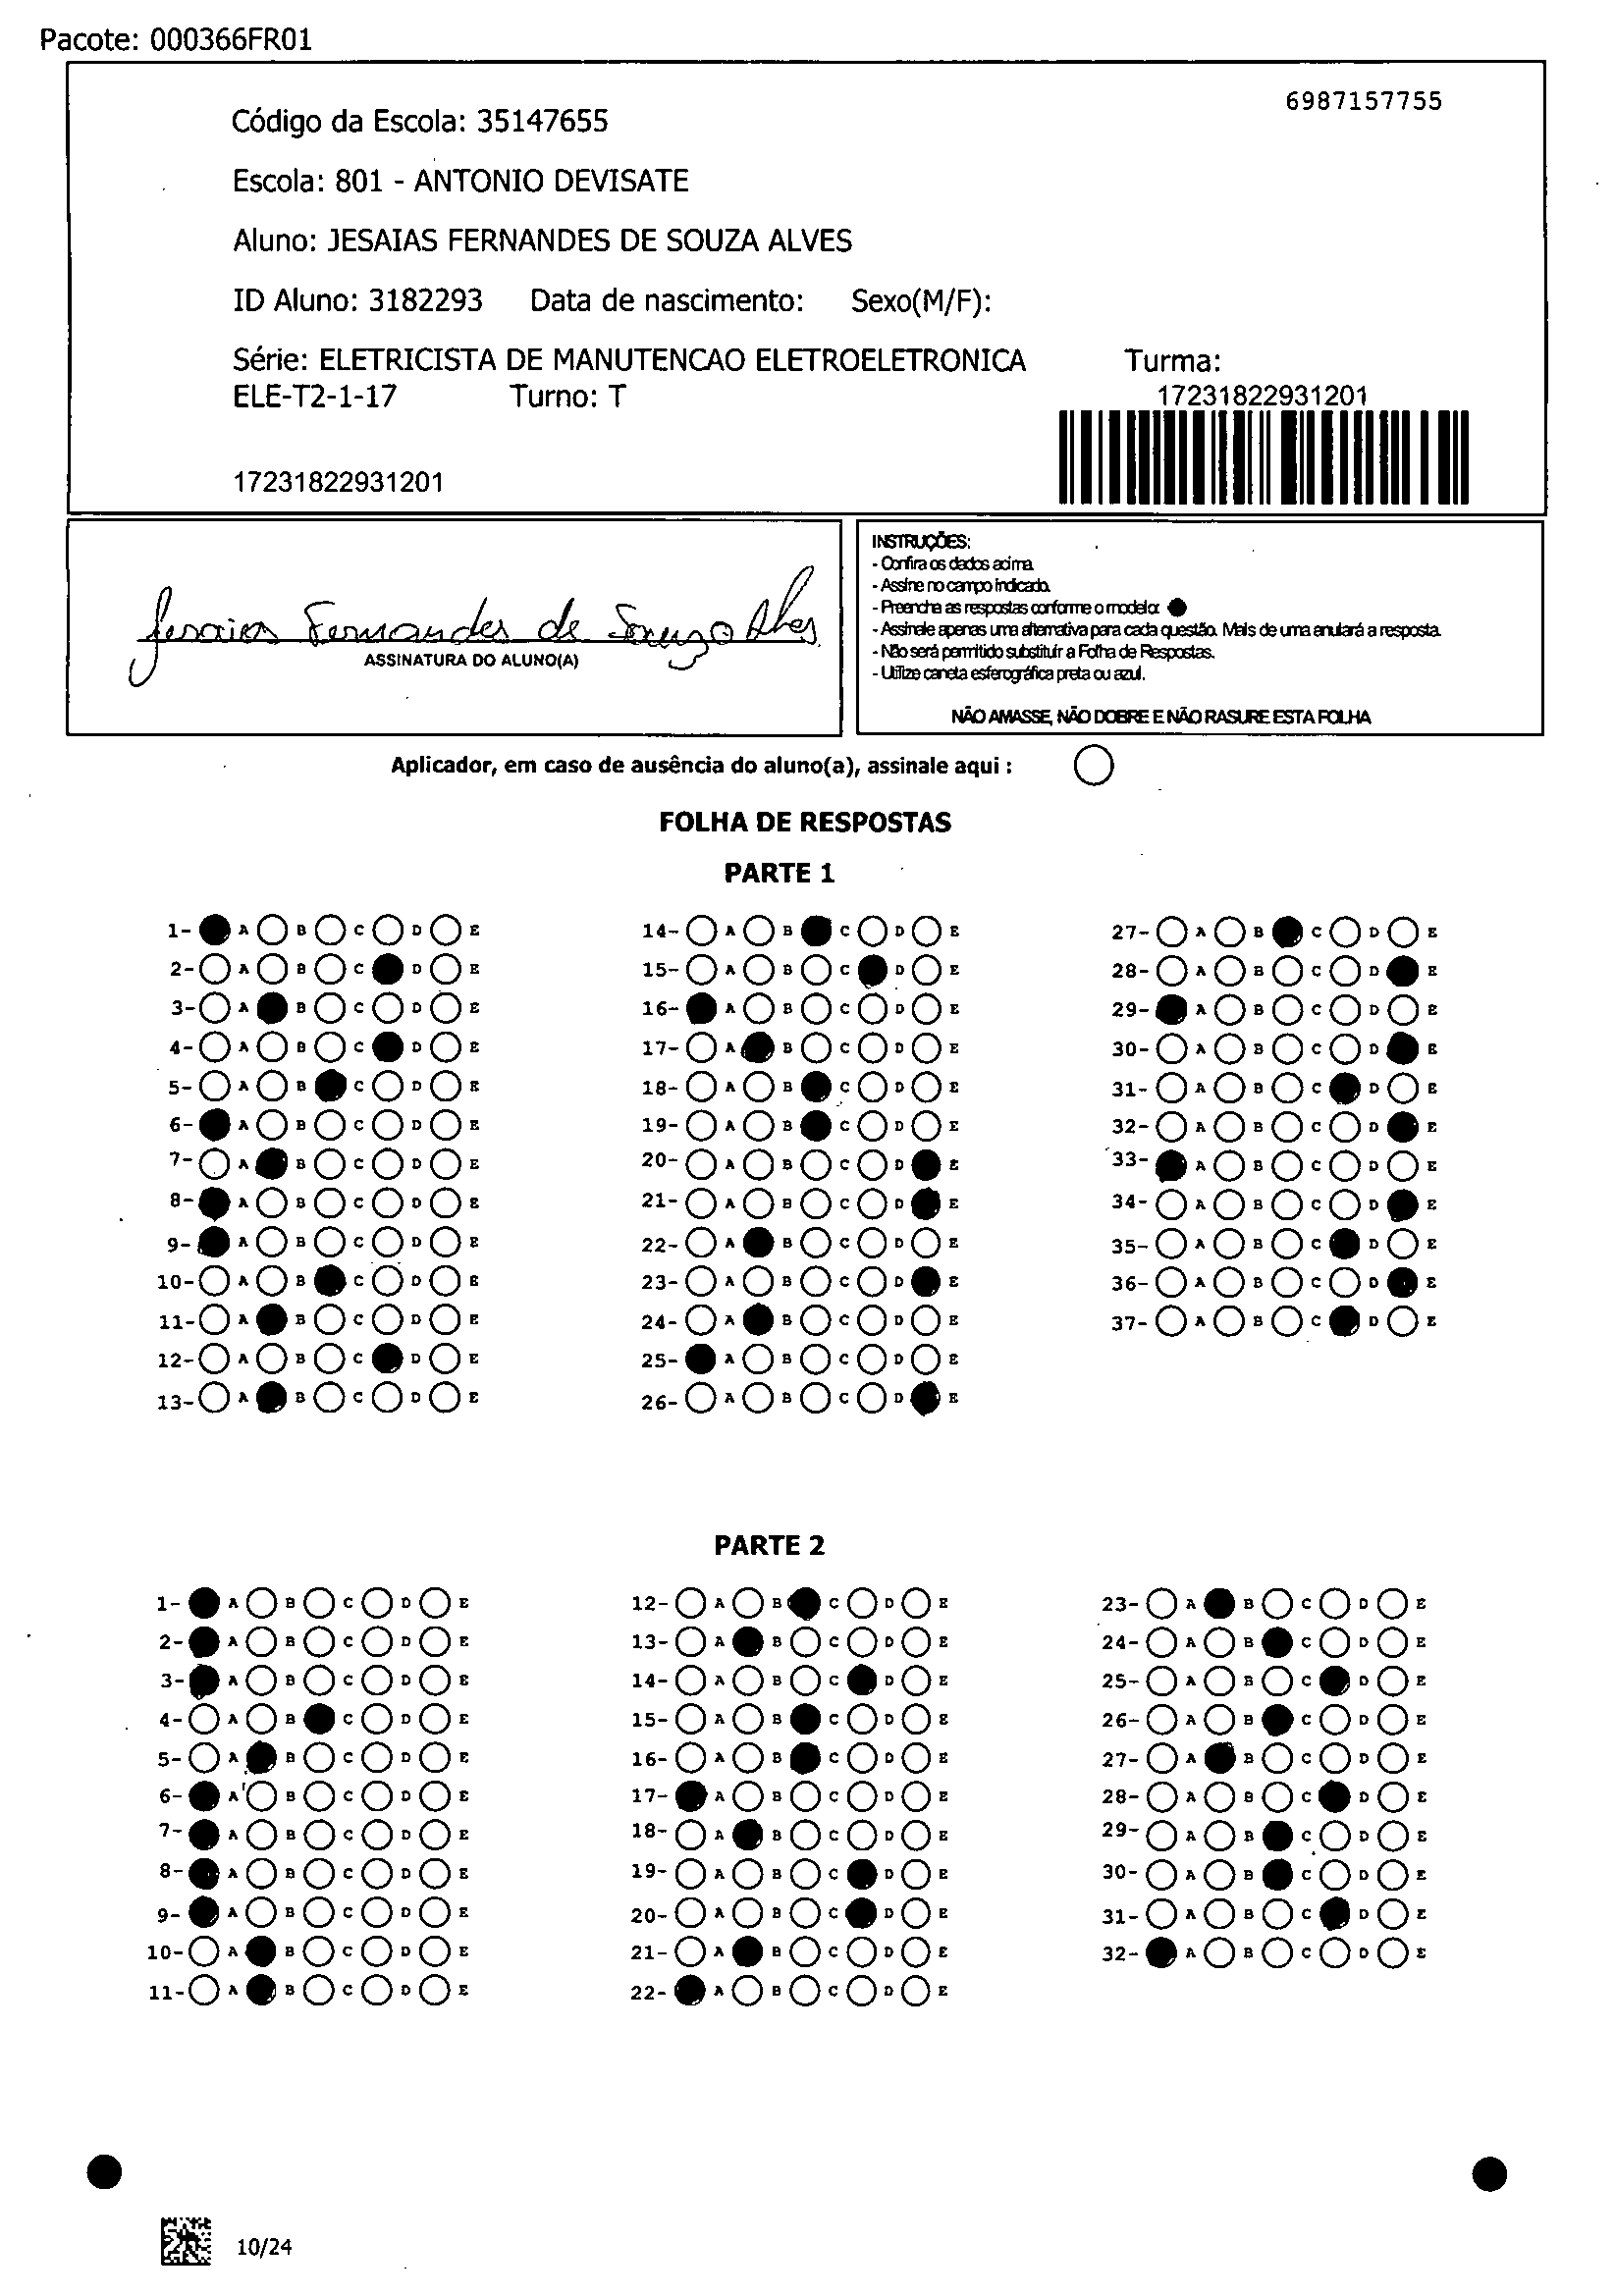 Pacote: 000366FR01
6987157755
Código da Escola: 35147655
Escola: 801 - ANTONIO DEVISATE
Aluno: JESAIAS FERNANDES DE SOUZA ALVES
ID Aluno: 3182293 Data de nascimento: Sexo(M/F):
Série: ELETRICISTA DE MANUTENCAO ELETROELETRONICA Turma:
ELE-T2-1-17 Turno: T
17231822931201
17231822931201
Jesaias Fernandes de Souza Alves
ASSINATURA DO ALUNO(A)
INSTRUÇÕES:
- Confira os dados acima.
- Assine no campo indicado.
- Preencha as respostas conforme o modelo:
- Assinale apenas uma alternativa para cada questão. Mais de uma anulará a resposta.
- Não será permitido substituir a Folha de Respostas.
- Utilize caneta esferográfica preta ou azul.
NÃO AMASSE, NÃO DOBRE E NÃO RASURE ESTA FOLHA
Aplicador, em caso de ausência do aluno(a), assinale aqui :
FOLHA DE RESPOSTAS
PARTE 1
1- A B C D E
2- A B C D E
3- A B C D E
4- A B C D E
5- A B C D E
6- A B C D E
7- A B C D E
8- A B C D E
9- A B C D E
10- A B C D E
11- A B C D E
12- A B C D E
13- A B C D E
14- A B C D E
15- A B C D E
16- A B C D E
17- A B C D E
18- A B C D E
19- A B C D E
20- A B C D E
21- A B C D E
22- A B C D E
23- A B C D E
24- A B C D E
25- A B C D E
26- A B C D E
27- A B C D E
28- A B C D E
29- A B C D E
30- A B C D E
31- A B C D E
32- A B C D E
33- A B C D E
34- A B C D E
35- A B C D E
36- A B C D E
37- A B C D E
PARTE 2
1- A B C D E
2- A B C D E
3- A B C D E
4- A B C D E
5- A B C D E
6- A B C D E
7- A B C D E
8- A B C D E
9- A B C D E
10- A B C D E
11- A B C D E
12- A B C D E
13- A B C D E
14- A B C D E
15- A B C D E
16- A B C D E
17- A B C D E
18- A B C D E
19- A B C D E
20- A B C D E
21- A B C D E
22- A B C D E
23- A B C D E
24- A B C D E
25- A B C D E
26- A B C D E
27- A B C D E
28- A B C D E
29- A B C D E
30- A B C D E
31- A B C D E
32- A B C D E
10/24